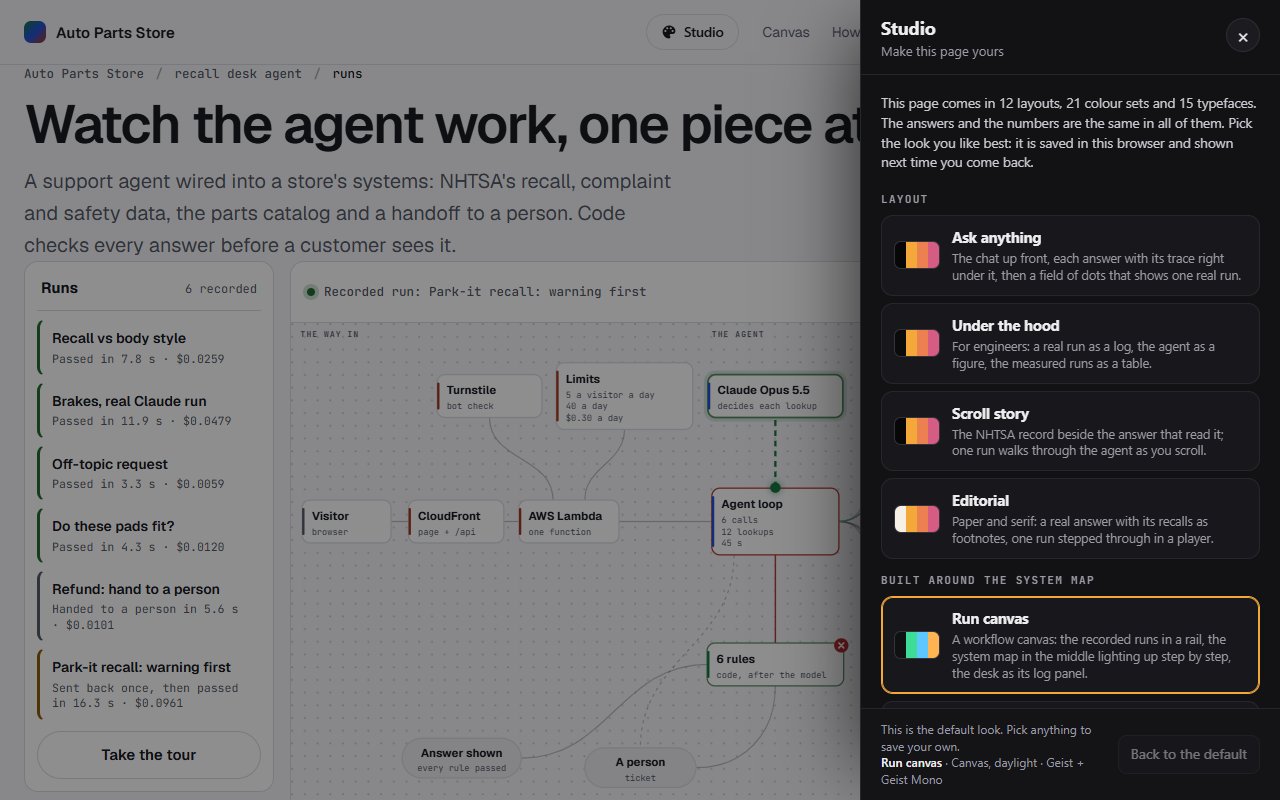 Auto Parts Store
Studio
Canvas
How
Auto Parts Store / recall desk agent / runs
Watch the agent work, one piece at
A support agent wired into a store's systems: NHTSA's recall, complaint
and safety data, the parts catalog and a handoff to a person. Code
checks every answer before a customer sees it.
Runs
6 recorded
Recall vs body style
Passed in 7.8 s · $0.0259
Brakes, real Claude run
Passed in 11.9 s · $0.0479
Off-topic request
Passed in 3.3 s · $0.0059
Do these pads fit?
Passed in 4.3 s · $0.0120
Refund: hand to a person
Handed to a person in 5.6 s
· $0.0101
Park-it recall: warning first
Sent back once, then passed
in 16.3 s · $0.0961
Take the tour
Recorded run: Park-it recall: warning first
THE WAY IN
THE AGENT
Turnstile
bot check
Limits
5 a visitor a day
40 a day
$0.30 a day
Claude Opus 5.5
decides each lookup
Visitor
browser
CloudFront
page + /api
AWS Lambda
one function
Agent loop
6 calls
12 lookups
45 s
6 rules
code, after the model
Answer shown
every rule passed
A person
ticket
Studio
Make this page yours
This page comes in 12 layouts, 21 colour sets and 15 typefaces.
The answers and the numbers are the same in all of them. Pick
the look you like best: it is saved in this browser and shown
next time you come back.
LAYOUT
Ask anything
The chat up front, each answer with its trace right
under it, then a field of dots that shows one real run.
Under the hood
For engineers: a real run as a log, the agent as a
figure, the measured runs as a table.
Scroll story
The NHTSA record beside the answer that read it;
one run walks through the agent as you scroll.
Editorial
Paper and serif: a real answer with its recalls as
footnotes, one run stepped through in a player.
BUILT AROUND THE SYSTEM MAP
Run canvas
A workflow canvas: the recorded runs in a rail, the
system map in the middle lighting up step by step,
the desk as its log panel.
This is the default look. Pick anything to
save your own.
Run canvas · Canvas, daylight · Geist +
Geist Mono
Back to the default